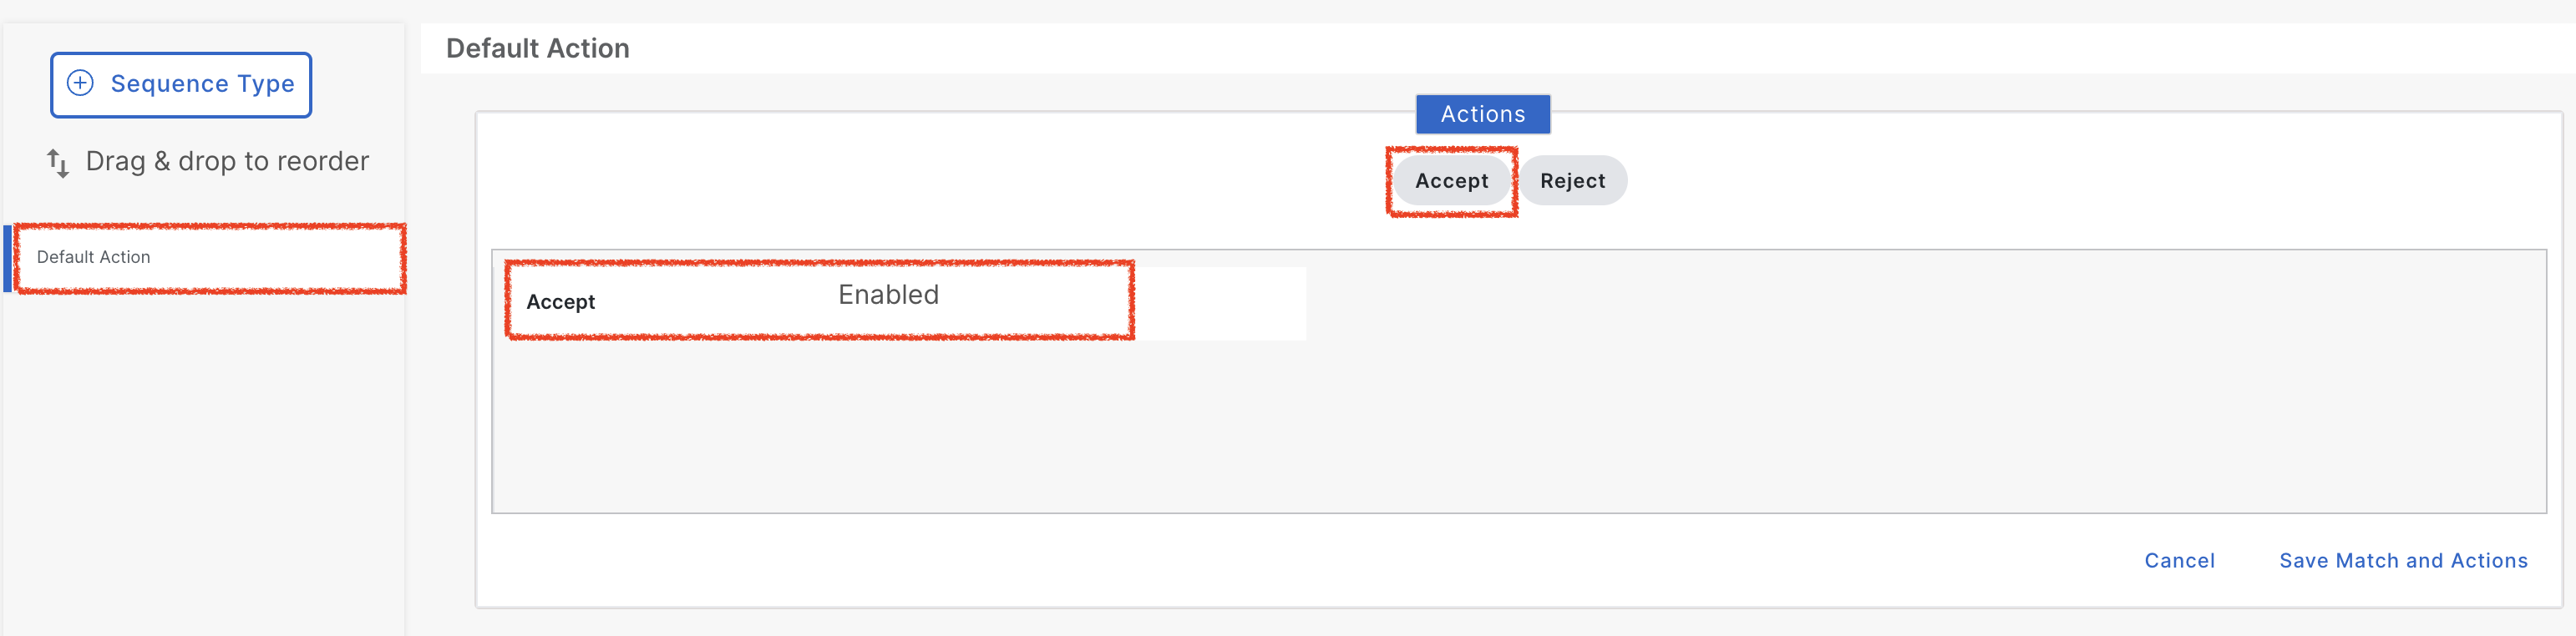 Sequence Type
Drag & drop to reorder
Default Action
Default Action
Actions
Accept Reject
Accept Enabled
Cancel Save Match and Actions